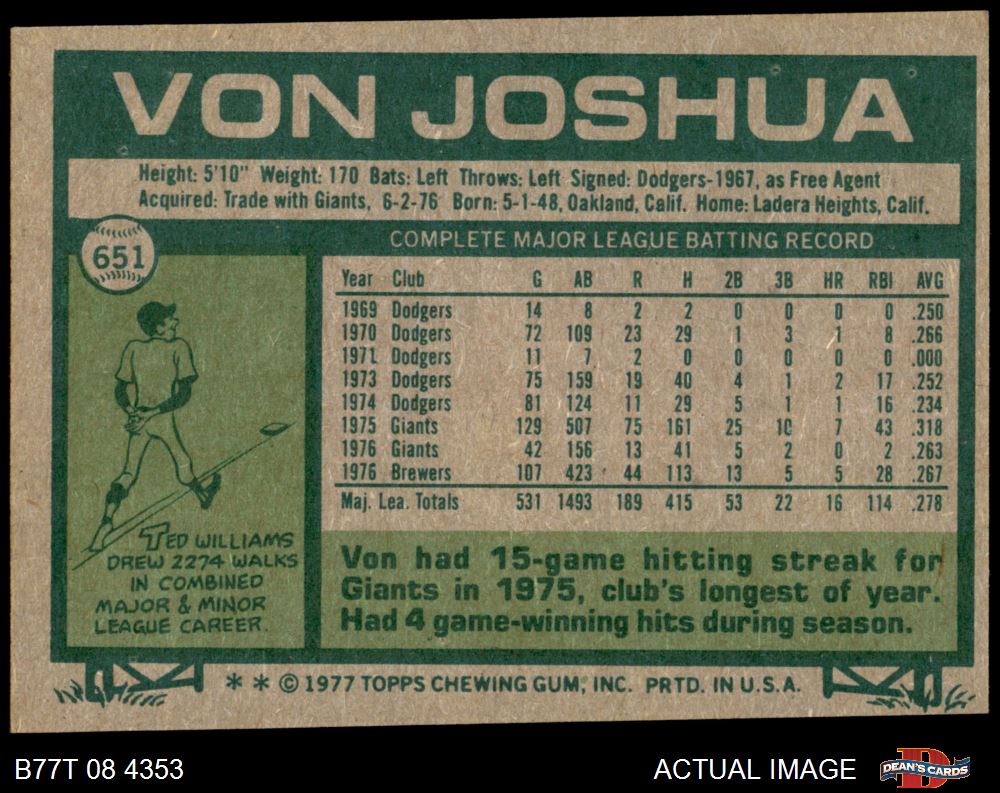 VON JOSHUA
Height: 5'10" Weight: 170 Bats: Left Throws: Left Signed: Dodgers-1967, as Free Agent
Acquired: Trade with Giants, 6-2-76 Born: 5-1-48, Oakland, Calif. Home: Ladera Heights, Calif.
651
COMPLETE MAJOR LEAGUE BATTING RECORD
Year Club G AB R H 2B 3B HR RBI AVG
1969 Dodgers 14 8 2 2 0 0 0 0 .250
1970 Dodgers 72 109 23 29 1 3 1 8 .266
1971 Dodgers 11 7 2 0 0 0 0 0 .000
1973 Dodgers 75 159 19 40 4 1 2 17 .252
1974 Dodgers 81 124 11 29 5 1 1 16 .234
1975 Giants 129 507 75 161 25 10 7 43 .318
1976 Giants 42 156 13 41 5 2 0 2 .263
1976 Brewers 107 423 44 113 13 5 5 28 .267
Maj. Lea. Totals 531 1493 189 415 53 22 16 114 .278
TED WILLIAMS
DREW 2274 WALKS
IN COMBINED
MAJOR & MINOR
LEAGUE CAREER.
Von had 15-game hitting streak for
Giants in 1975, club's longest of year.
Had 4 game-winning hits during season.
* * © 1977 TOPPS CHEWING GUM, INC. PRTD. IN U.S.A.
B77T 08 4353
ACTUAL IMAGE
DEAN'S CARDS